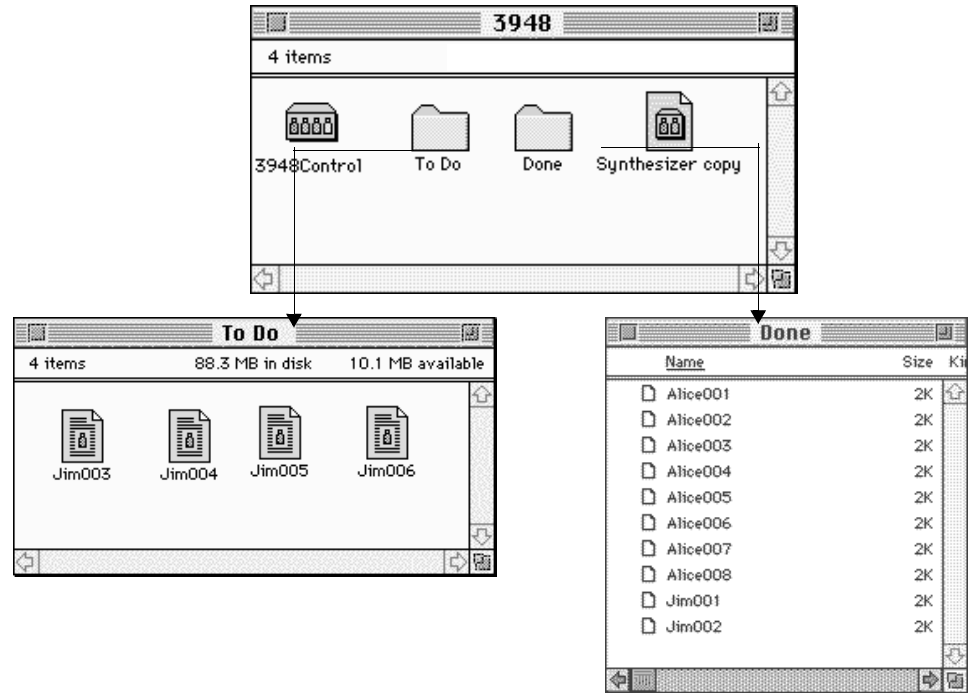 3948
4 items
3948Control To Do Done Synthesizer copy
To Do
4 items 88.3 MB in disk 10.1 MB available
Jim003 Jim004 Jim005 Jim006
Done
Name Size Ki
Alice001 2K
Alice002 2K
Alice003 2K
Alice004 2K
Alice005 2K
Alice006 2K
Alice007 2K
Alice008 2K
Jim001 2K
Jim002 2K